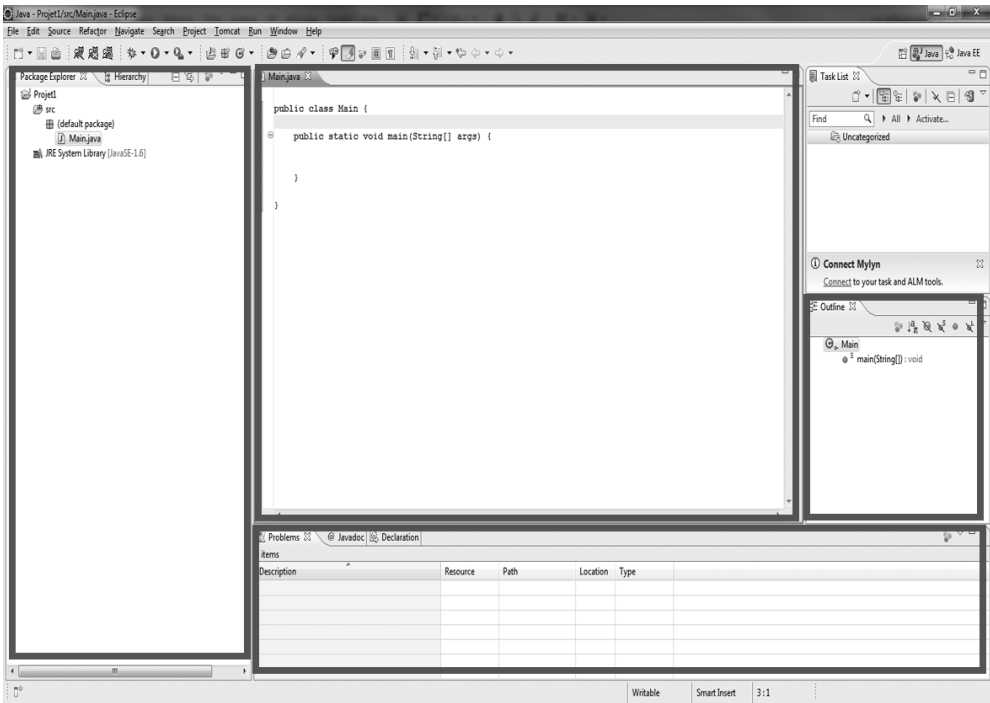 Java - Projet1/src/Main.java - Eclipse
File Edit Source Refactor Navigate Search Project Tomcat Run Window Help
Java Java EE
Package Explorer Hierarchy
Projet1
src
(default package)
Main.java
JRE System Library [JavaSE-1.6]
Main.java
public class Main {
public static void main(String[] args) {
}
}
Task List
Find All Activate...
Uncategorized
Connect Mylyn
Connect to your task and ALM tools.
Outline
Main
main(String[]) : void
Problems @ Javadoc Declaration
items
Description Resource Path Location Type
Writable Smart Insert 3 : 1